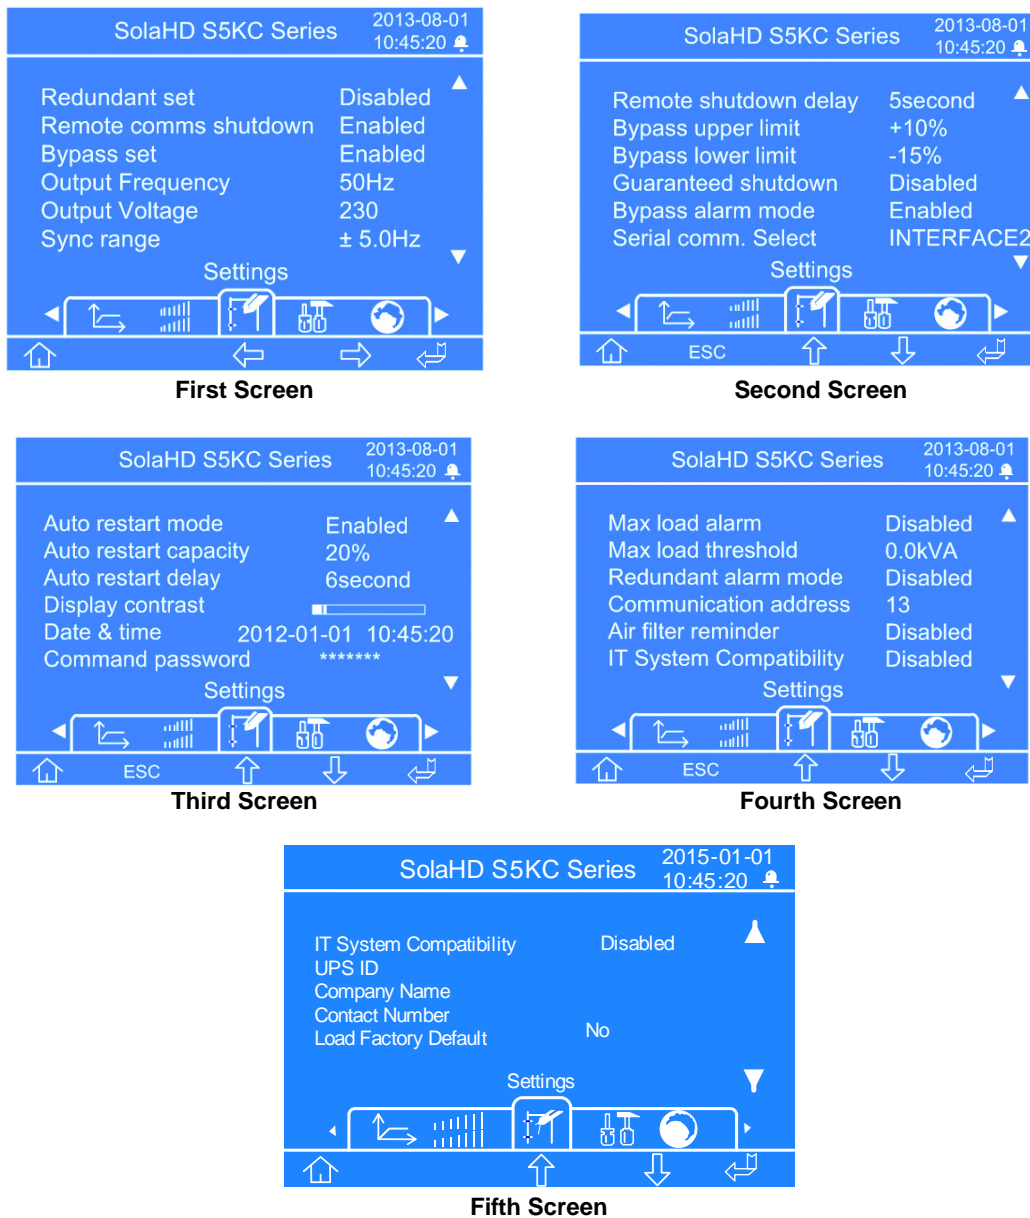 SolaHD S5KC Series 2013-08-01
10:45:20
Redundant set Disabled
Remote comms shutdown Enabled
Bypass set Enabled
Output Frequency 50Hz
Output Voltage 230
Sync range ± 5.0Hz
Settings
First Screen
SolaHD S5KC Series 2013-08-01
10:45:20
Remote shutdown delay 5second
Bypass upper limit +10%
Bypass lower limit -15%
Guaranteed shutdown Disabled
Bypass alarm mode Enabled
Serial comm. Select INTERFACE2
Settings
ESC
Second Screen
SolaHD S5KC Series 2013-08-01
10:45:20
Auto restart mode Enabled
Auto restart capacity 20%
Auto restart delay 6second
Display contrast
Date & time 2012-01-01 10:45:20
Command password *******
Settings
ESC
Third Screen
SolaHD S5KC Series 2013-08-01
10:45:20
Max load alarm Disabled
Max load threshold 0.0kVA
Redundant alarm mode Disabled
Communication address 13
Air filter reminder Disabled
IT System Compatibility Disabled
Settings
ESC
Fourth Screen
SolaHD S5KC Series 2015-01-01
10:45:20
IT System Compatibility Disabled
UPS ID
Company Name
Contact Number
Load Factory Default No
Settings
Fifth Screen